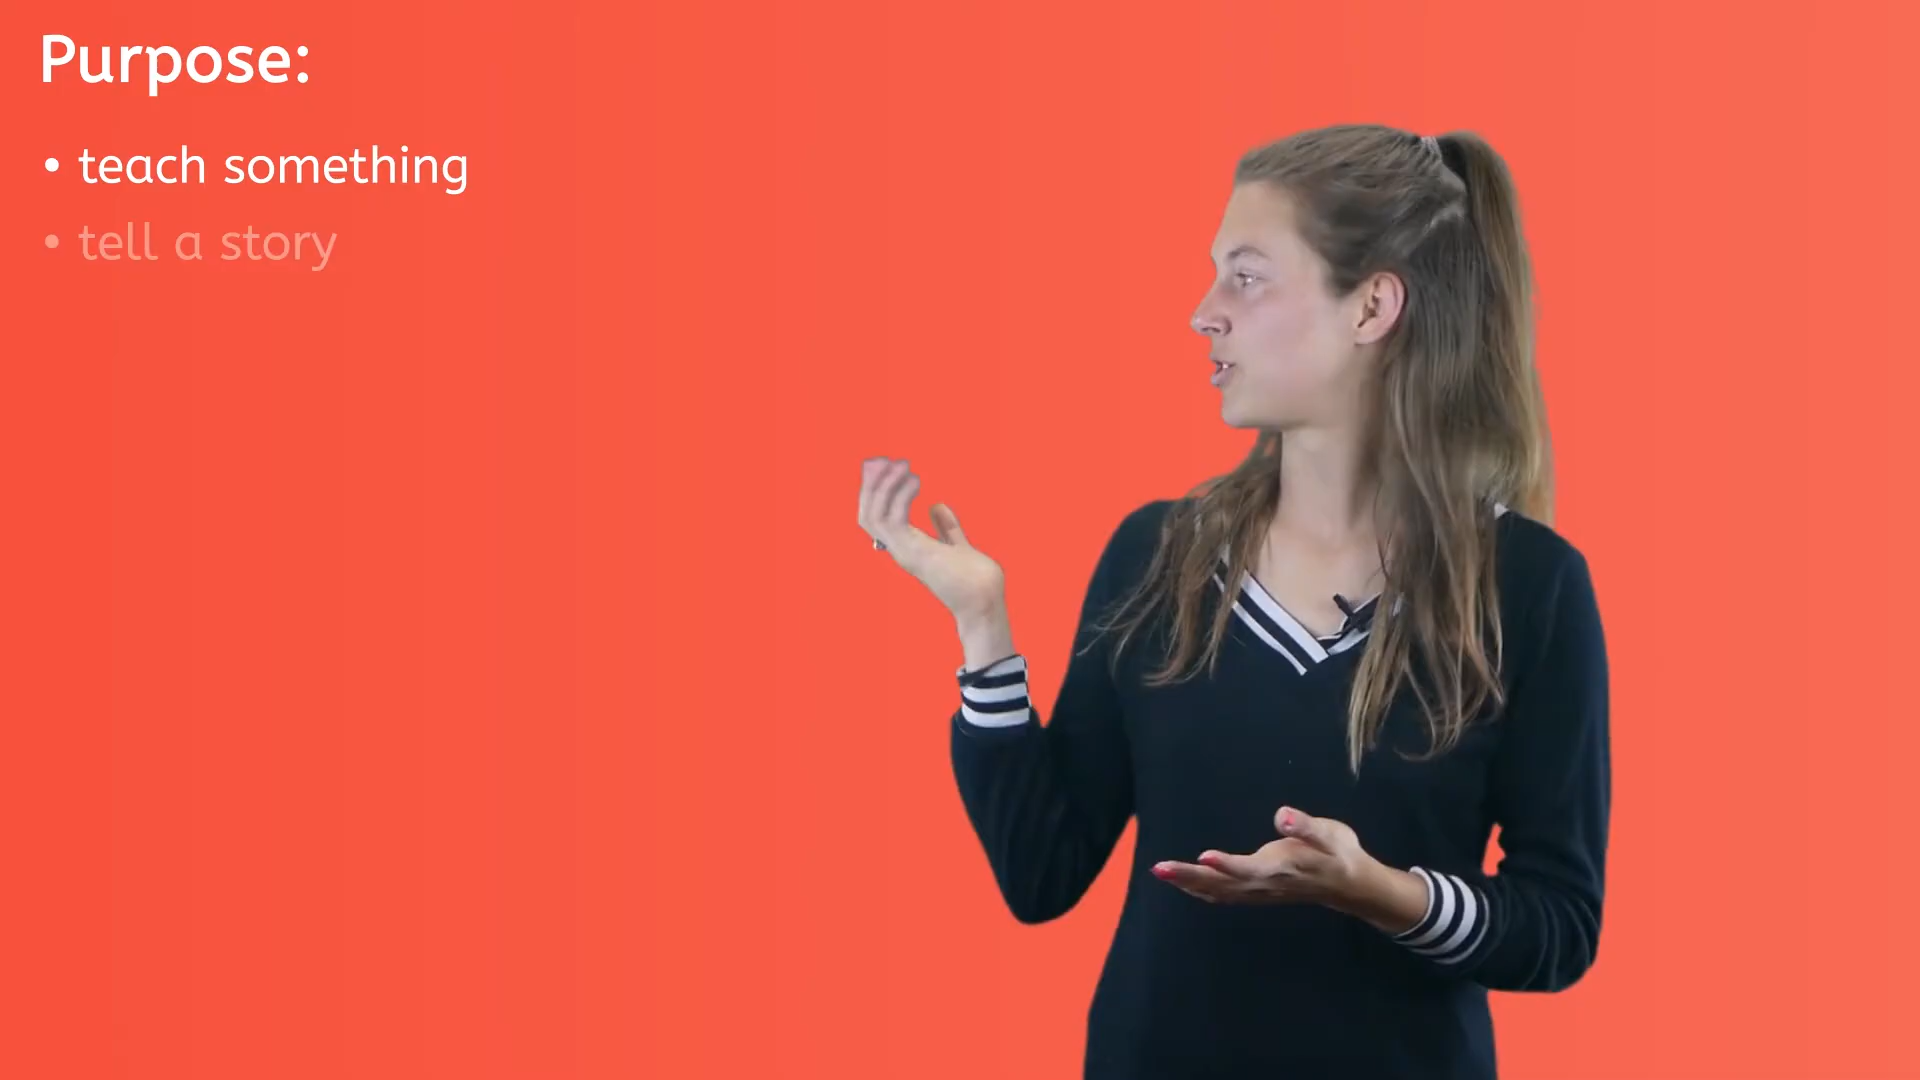 Purpose:
• teach something
• tell a story